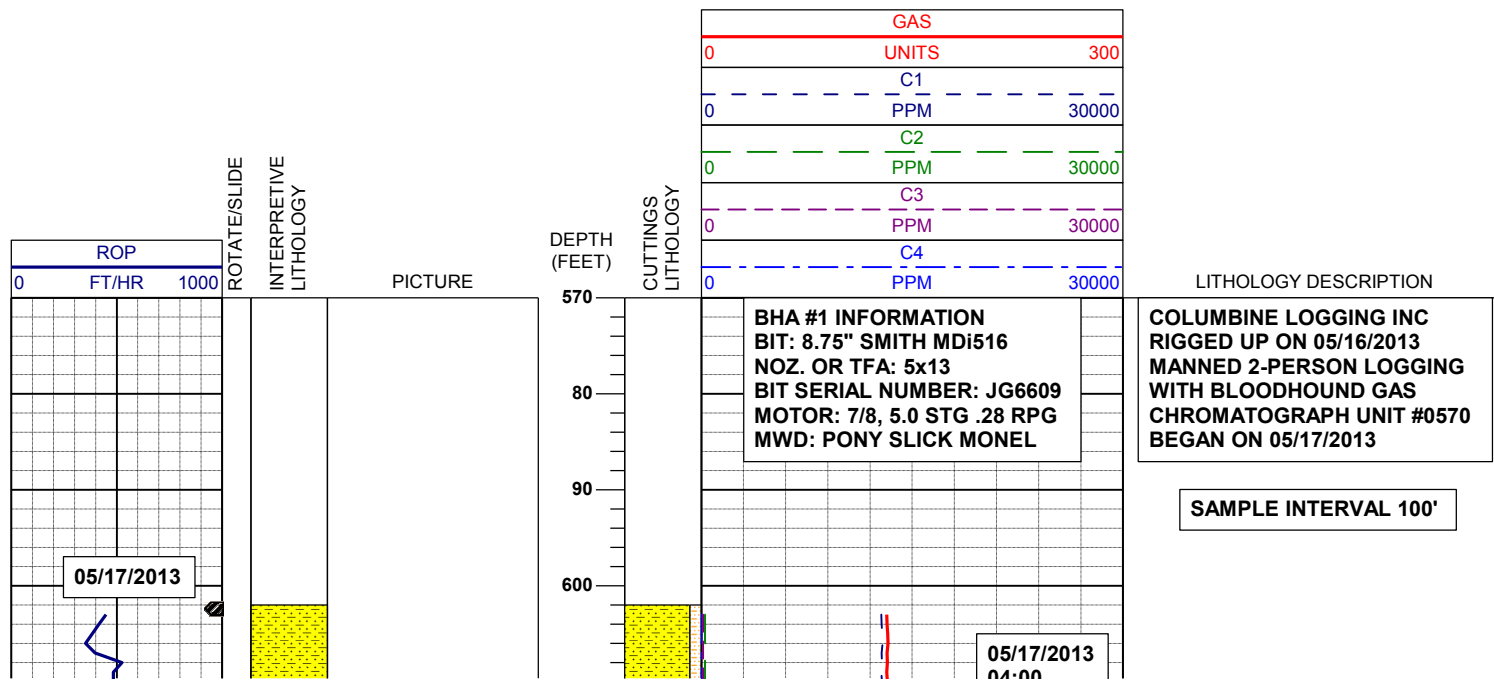 GAS
0 UNITS 300
C1
0 PPM 30000
C2
0 PPM 30000
C3
0 PPM 30000
C4
0 PPM 30000
ROP
0 FT/HR 1000
ROTATE/SLIDE
INTERPRETIVE
LITHOLOGY
PICTURE
DEPTH
(FEET)
CUTTINGS
LITHOLOGY
LITHOLOGY DESCRIPTION
570
80
90
600
BHA #1 INFORMATION
BIT: 8.75" SMITH MDi516
NOZ. OR TFA: 5x13
BIT SERIAL NUMBER: JG6609
MOTOR: 7/8, 5.0 STG .28 RPG
MWD: PONY SLICK MONEL
COLUMBINE LOGGING INC
RIGGED UP ON 05/16/2013
MANNED 2-PERSON LOGGING
WITH BLOODHOUND GAS
CHROMATOGRAPH UNIT #0570
BEGAN ON 05/17/2013
SAMPLE INTERVAL 100'
05/17/2013
05/17/2013
04:00